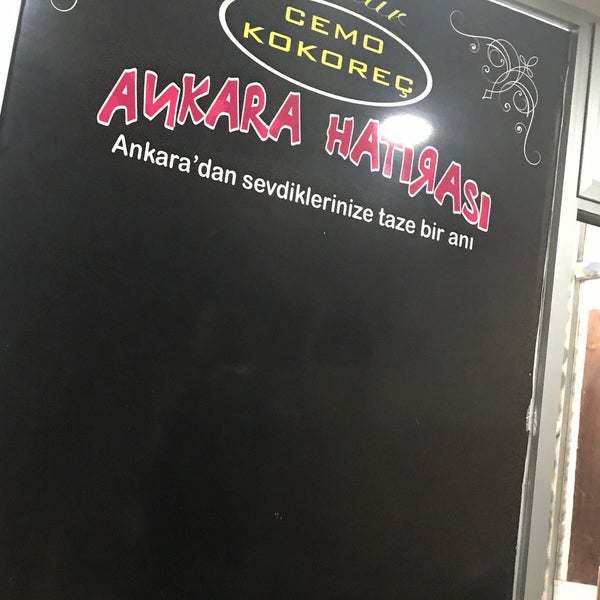 CEMO
KOKOREÇ
ANKARA HATIRASI
Ankara'dan sevdiklerinize taze bir anı